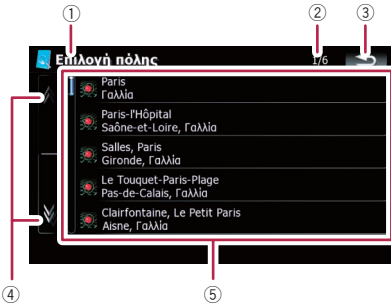 ① ② ③
Επιλογή πόλης 1/6
Paris
Γαλλία
Paris-l'Hôpital
Saône-et-Loire, Γαλλία
Salles, Paris
Gironde, Γαλλία
Le Touquet-Paris-Plage
Pas-de-Calais, Γαλλία
Clairfontaine, Le Petit Paris
Aisne, Γαλλία
④ ⑤